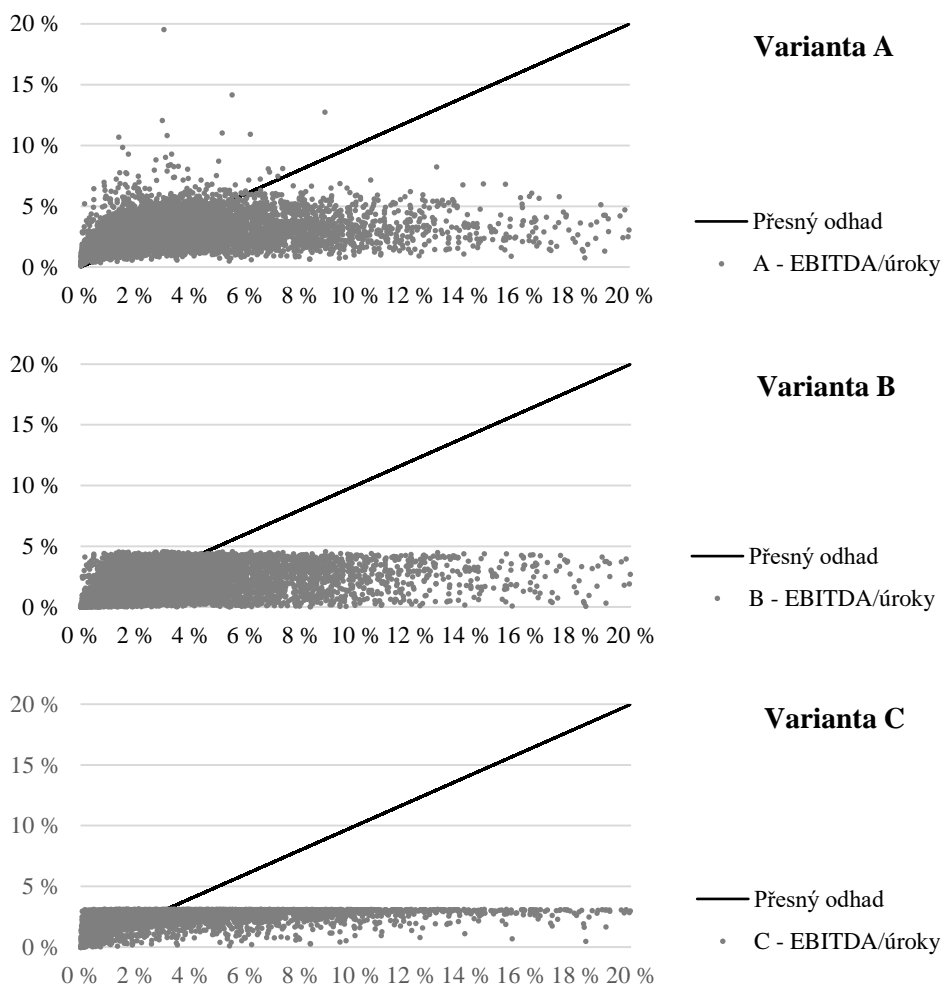 20 %
Varianta A
15 %
10 %
5 %
Přesný odhad
A - EBITDA/úroky
0 %
0 % 2 % 4 % 6 % 8 % 10 % 12 % 14 % 16 % 18 % 20 %
20 %
Varianta B
15 %
10 %
5 %
Přesný odhad
B - EBITDA/úroky
0 %
0 % 2 % 4 % 6 % 8 % 10 % 12 % 14 % 16 % 18 % 20 %
20 %
Varianta C
15 %
10 %
5 %
Přesný odhad
C - EBITDA/úroky
0 %
0 % 2 % 4 % 6 % 8 % 10 % 12 % 14 % 16 % 18 % 20 %